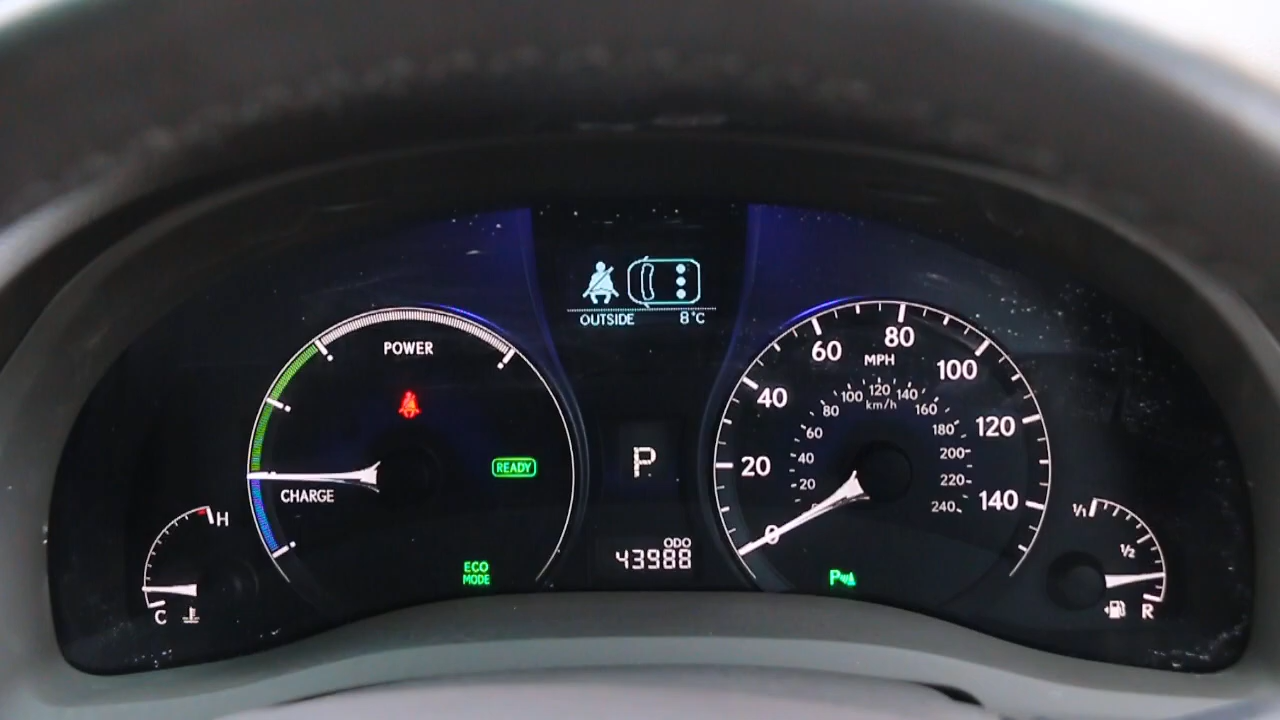 OUTSIDE 8°C
POWER
READY
CHARGE
ECO
MODE
H
C
P
ODO
43988
0
20
40
60
80
100
120
140
MPH
20
40
60
80
100
120
140
160
180
200
220
240
km/h
P
1/1
1/2
R